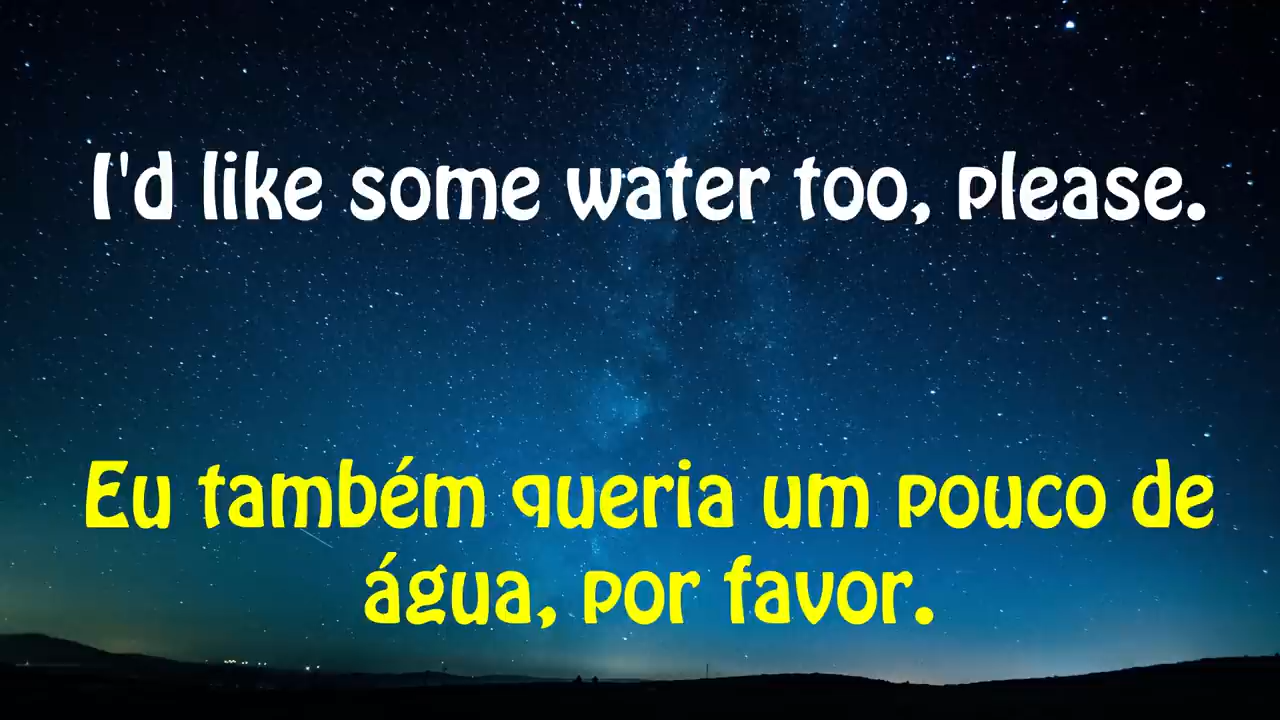 I'd like some water too, please.
Eu também queria um pouco de
água, por favor.